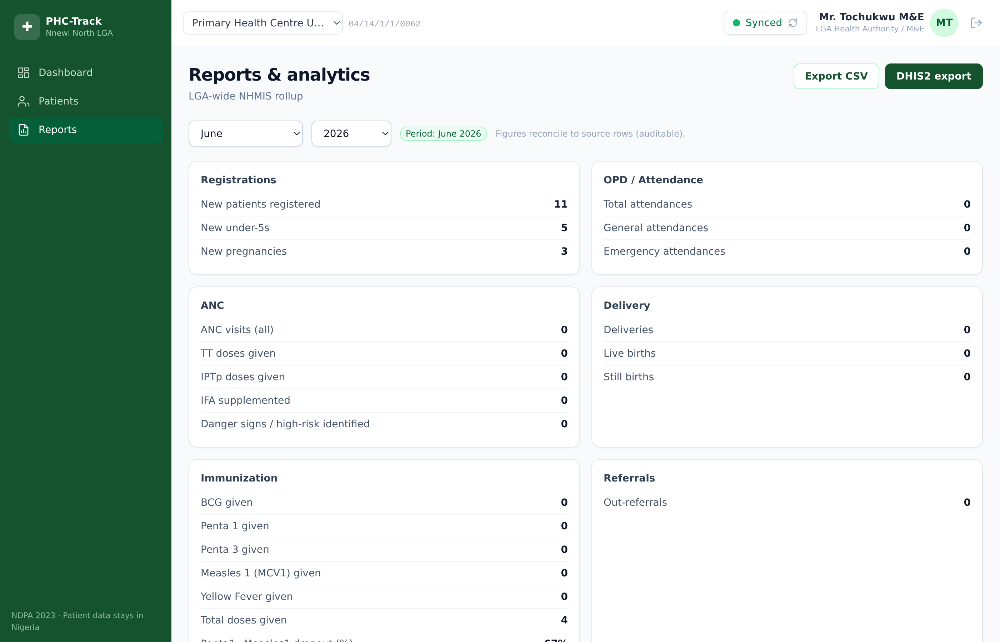 PHC-Track
Nnewi North LGA
Dashboard
Patients
Reports
NDPA 2023 · Patient data stays in
Nigeria
Primary Health Centre U...
04/14/1/1/0062
Synced
Mr. Tochukwu M&E
LGA Health Authority / M&E
MT
Reports & analytics
LGA-wide NHMIS rollup
Export CSV
DHIS2 export
June
2026
Period: June 2026
Figures reconcile to source rows (auditable).
Registrations
New patients registered 11
New under-5s 5
New pregnancies 3
OPD / Attendance
Total attendances 0
General attendances 0
Emergency attendances 0
ANC
ANC visits (all) 0
TT doses given 0
IPTp doses given 0
IFA supplemented 0
Danger signs / high-risk identified 0
Delivery
Deliveries 0
Live births 0
Still births 0
Immunization
BCG given 0
Penta 1 given 0
Penta 3 given 0
Measles 1 (MCV1) given 0
Yellow Fever given 0
Total doses given 4
dropout (%) 67%
Referrals
Out-referrals 0